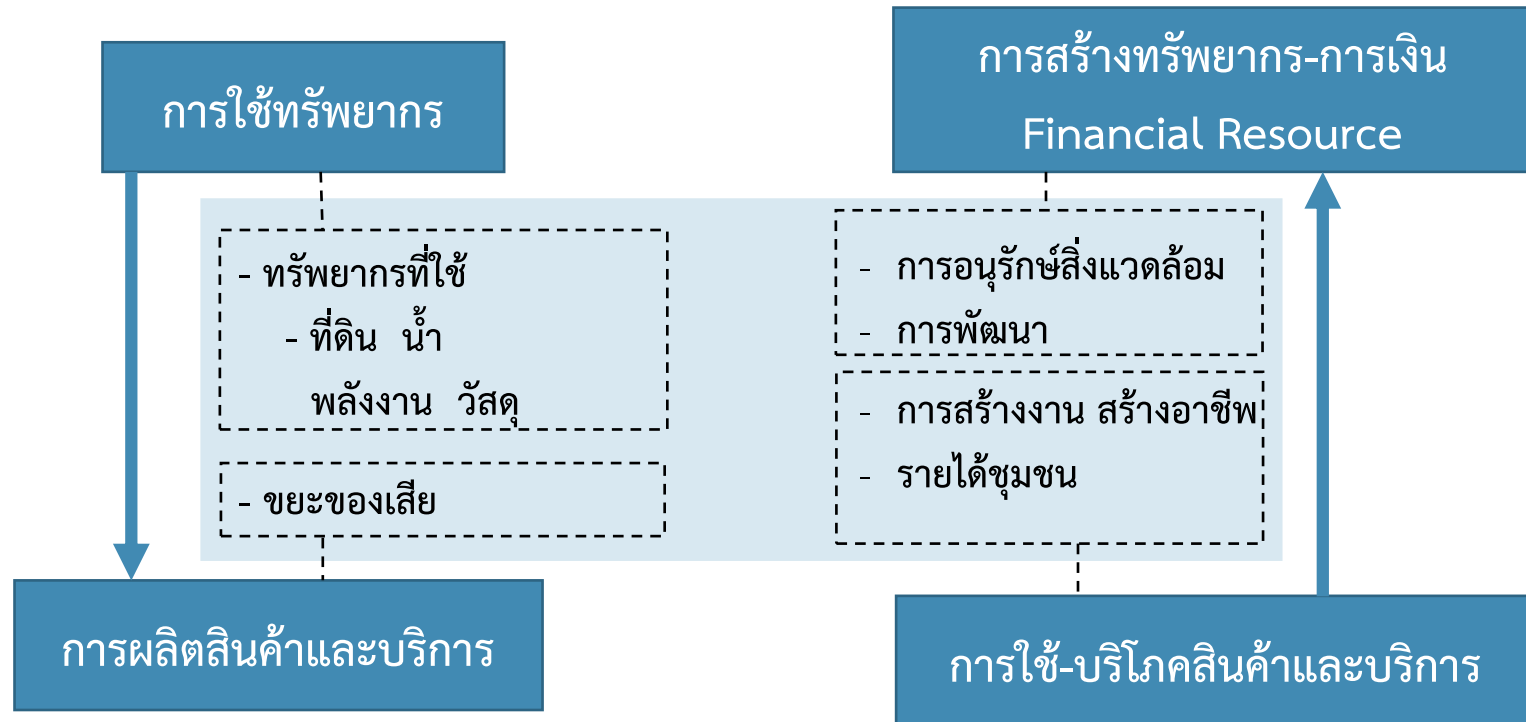 การใช้ทรัพยากร
การสร้างทรัพยากร-การเงิน
Financial Resource
- ทรัพยากรที่ใช้
- ที่ดิน น้ำ
พลังงาน วัสดุ
- ขยะของเสีย
- การอนุรักษ์สิ่งแวดล้อม
- การพัฒนา
- การสร้างงาน สร้างอาชีพ
- รายได้ชุมชน
การผลิตสินค้าและบริการ
การใช้-บริโภคสินค้าและบริการ